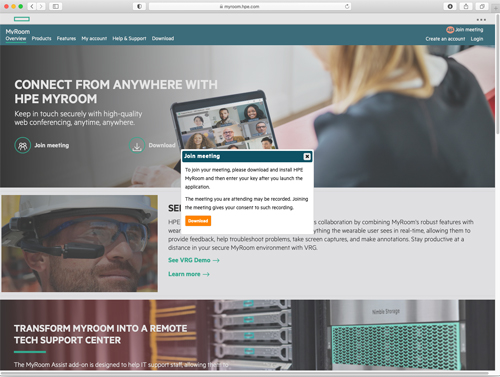 myroom.hpe.com
MyRoom
Join meeting
Overview Products Features My account Help & Support Download
Create an account Login
CONNECT FROM ANYWHERE WITH
HPE MYROOM
Keep in touch securely with high-quality
web conferencing, anytime, anywhere.
Join meeting
Download
Join meeting
To join your meeting, please download and install HPE
MyRoom and then enter your key after you launch the
application.
The meeting you are attending may be recorded. Joining
the meeting gives your consent to such recording.
Download
SE
HPE
s collaboration by combining MyRoom's robust features with
wear
ything the wearable user sees in real-time, allowing them to
provide feedback, help troubleshoot problems, take screen captures, and make annotations. Stay productive at a
distance in your secure MyRoom environment with VRG.
See VRG Demo →
Learn more →
Nimble Storage
TRANSFORM MYROOM INTO A REMOTE
TECH SUPPORT CENTER
The MyRoom Assist add-on is designed to help IT support staff, allowing